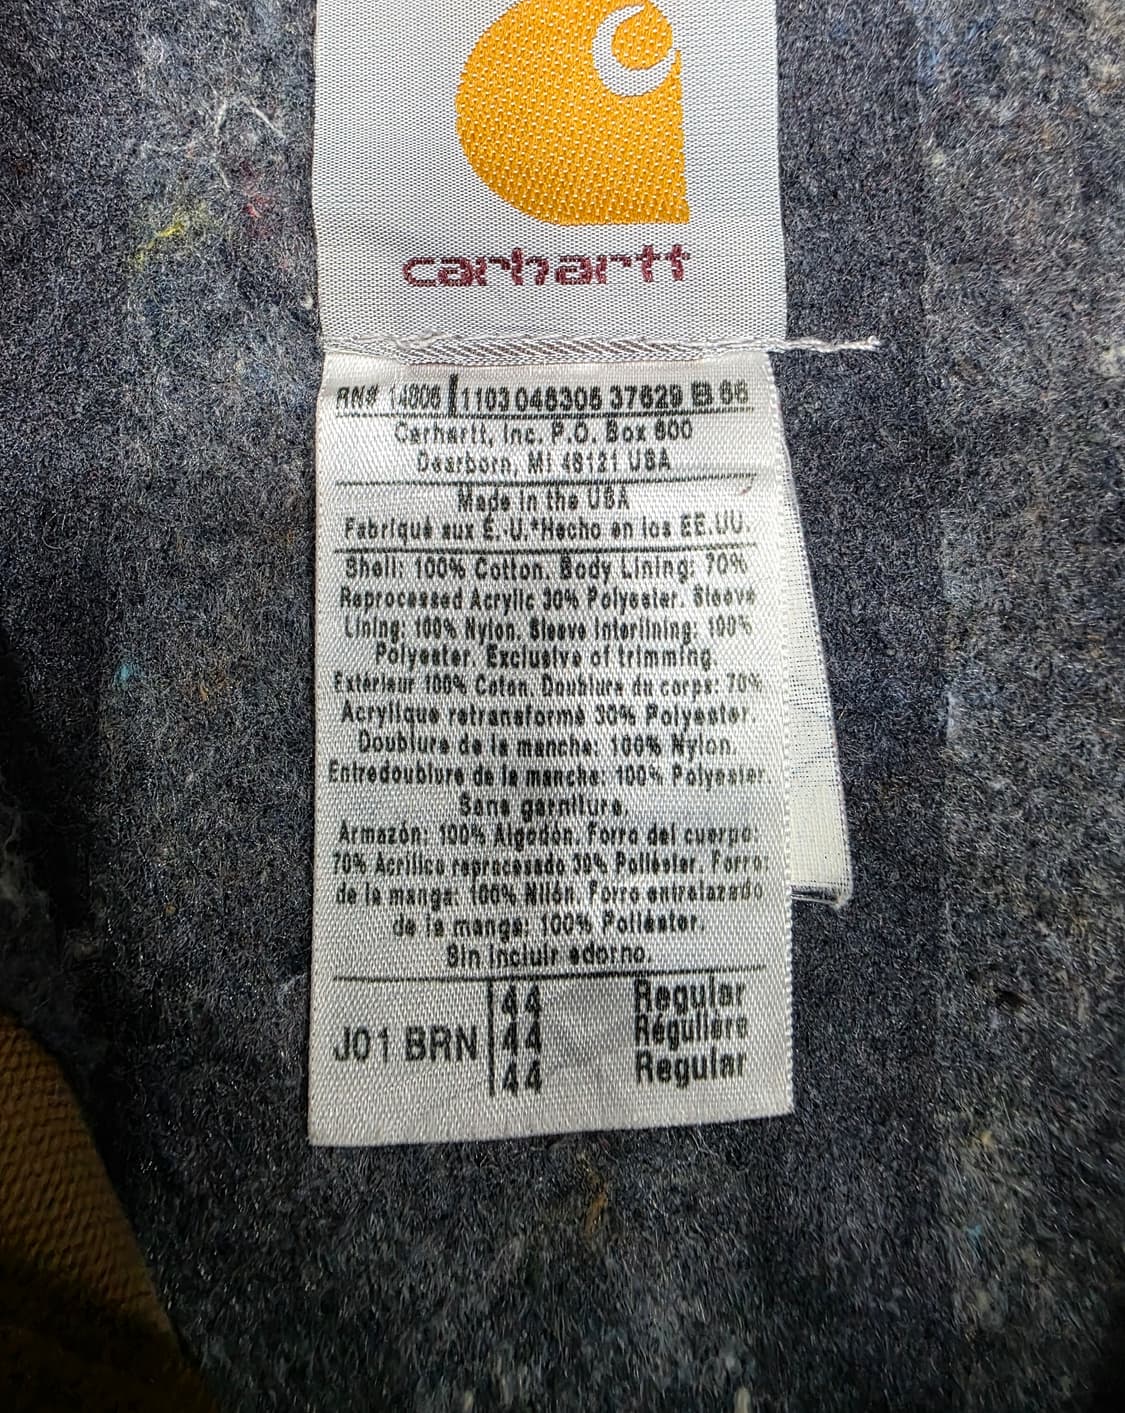 carhartt
RN# 14806 1103 046305 37629 B 66
Carhartt, Inc. P.O. Box 600
Dearborn, MI 48121 USA
Made in the USA
Fabriqué aux É.-U.*Hecho en los EE.UU.
Shell: 100% Cotton. Body Lining: 70%
Reprocessed Acrylic 30% Polyester. Sleeve
Lining: 100% Nylon. Sleeve Interlining: 100%
Polyester. Exclusive of trimming.
Extérieur 100% Coton. Doublure du corps: 70%
Acrylique retransformé 30% Polyester.
Doublure de la manche: 100% Nylon.
Entredoublure de la manche: 100% Polyester
Sans garniture.
Armazón: 100% Algodón. Forro del cuerpo:
70% Acrílico reprocesado 30% Poliéster. Forro:
de la manga: 100% Nilón. Forro entrelazado
de la manga: 100% Poliéster.
Sin incluir adorno.
J01 BRN 44 Regular
44 Régulière
44 Regular